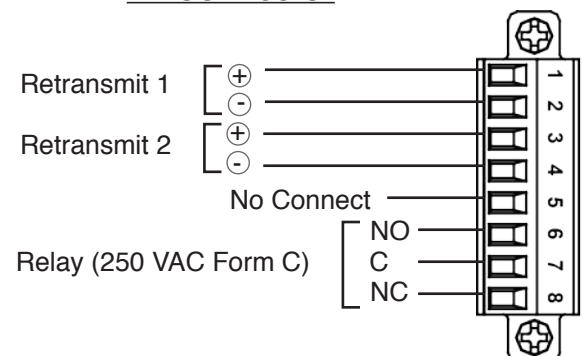 Retransmit 1 + 1
- 2
Retransmit 2 + 3
- 4
No Connect 5
NO 6
Relay (250 VAC Form C) C 7
NC 8